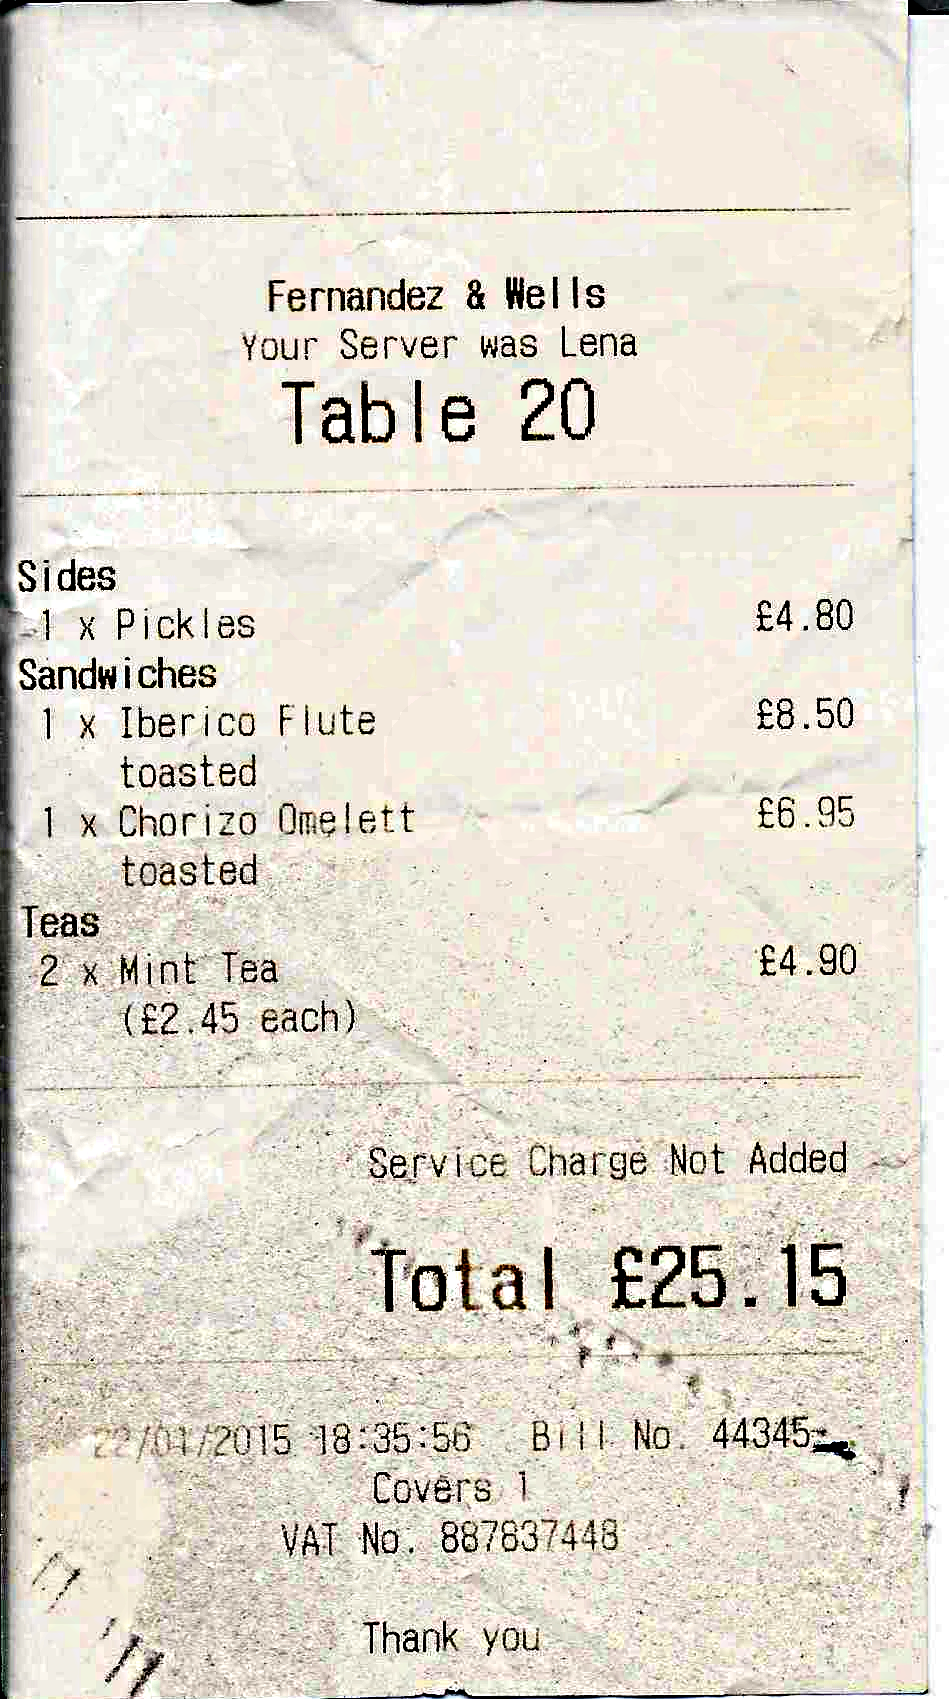 Fernandez & Wells
Your Server was Lena
Table 20
Sides
1 x Pickles £4.80
Sandwiches
1 x Iberico Flute £8.50
toasted
1 x Chorizo Omelett £6.95
toasted
Teas
2 x Mint Tea £4.90
(£2.45 each)
Service Charge Not Added
Total £25.15
22/01/2015 18:35:56 Bill No. 44345
Covers 1
VAT No. 887837448
Thank you